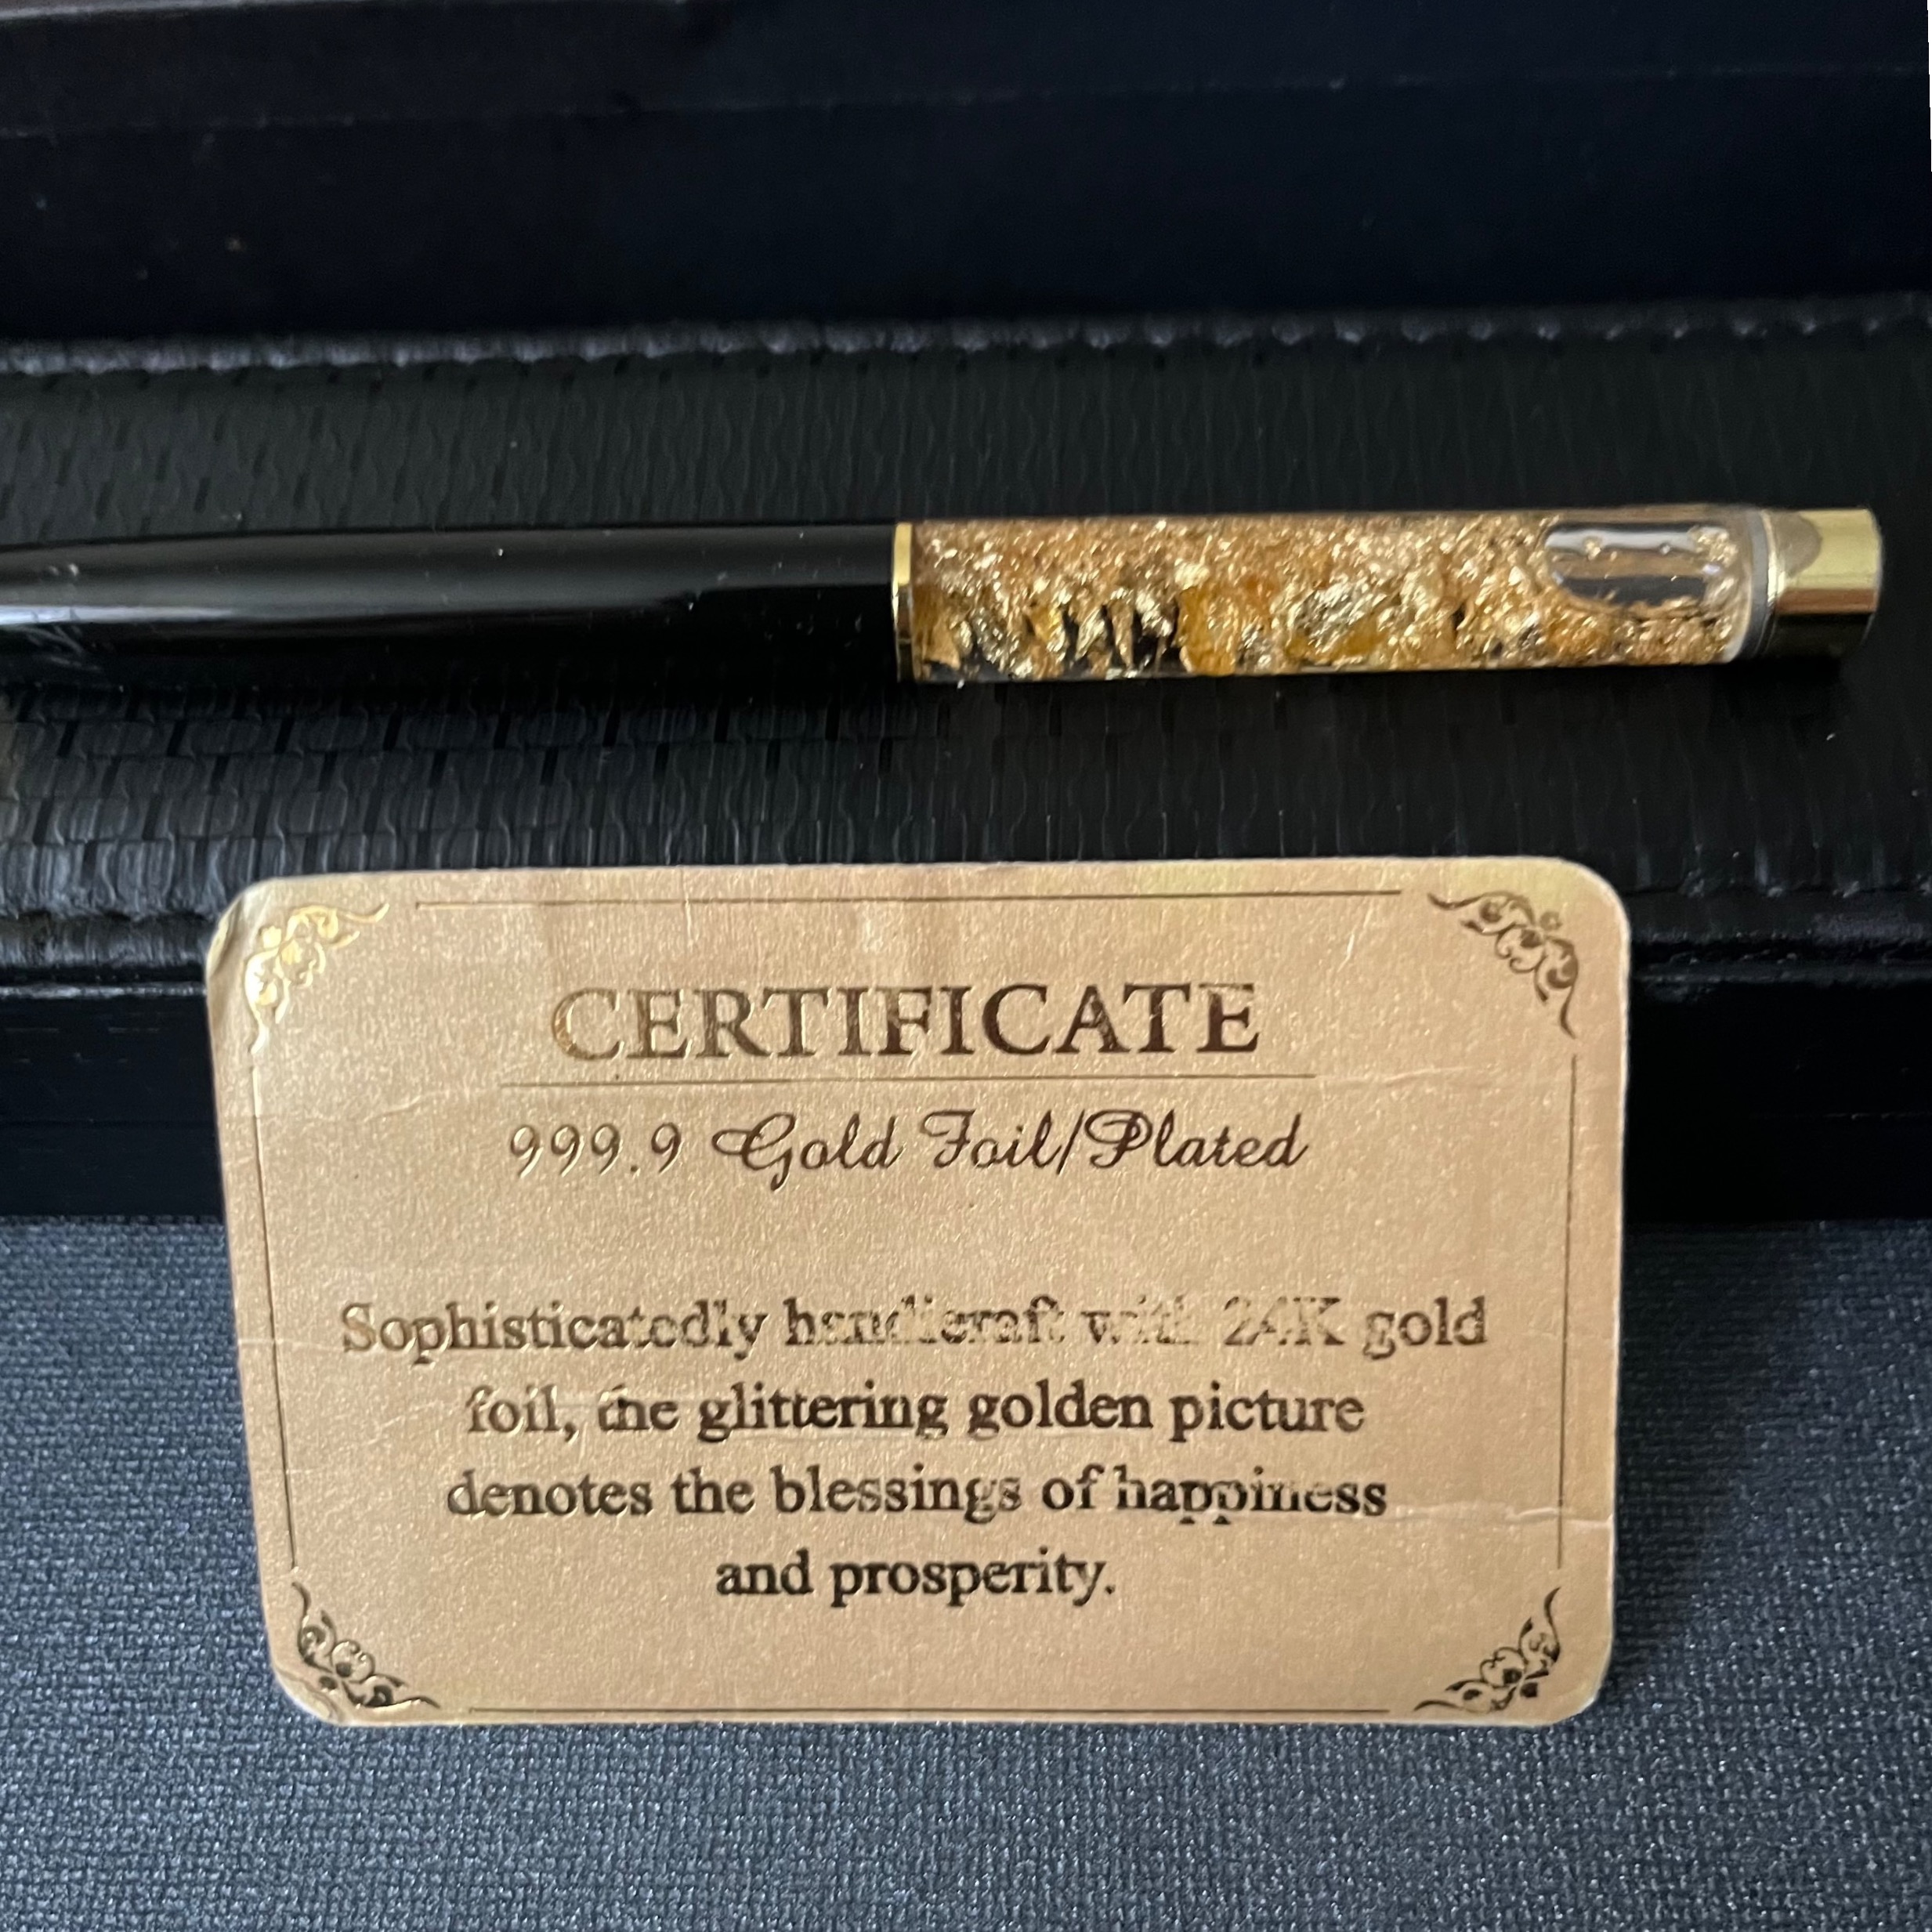 CERTIFICATE
999.9 Gold Foil/Plated
Sophisticatedly handicraft with 24K gold
foil, the glittering golden picture
denotes the blessings of happiness
and prosperity.